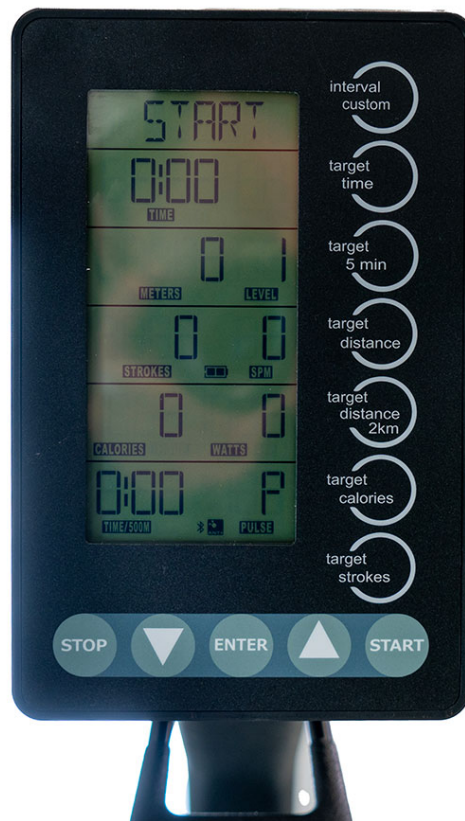 START
0:00
TIME
0 1
METERS LEVEL
0 0
STROKES SPM
0 0
CALORIES WATTS
0:00 P
TIME/500M PULSE
interval
custom
target
time
target
5 min
target
distance
target
distance
2km
target
calories
target
strokes
STOP ENTER START